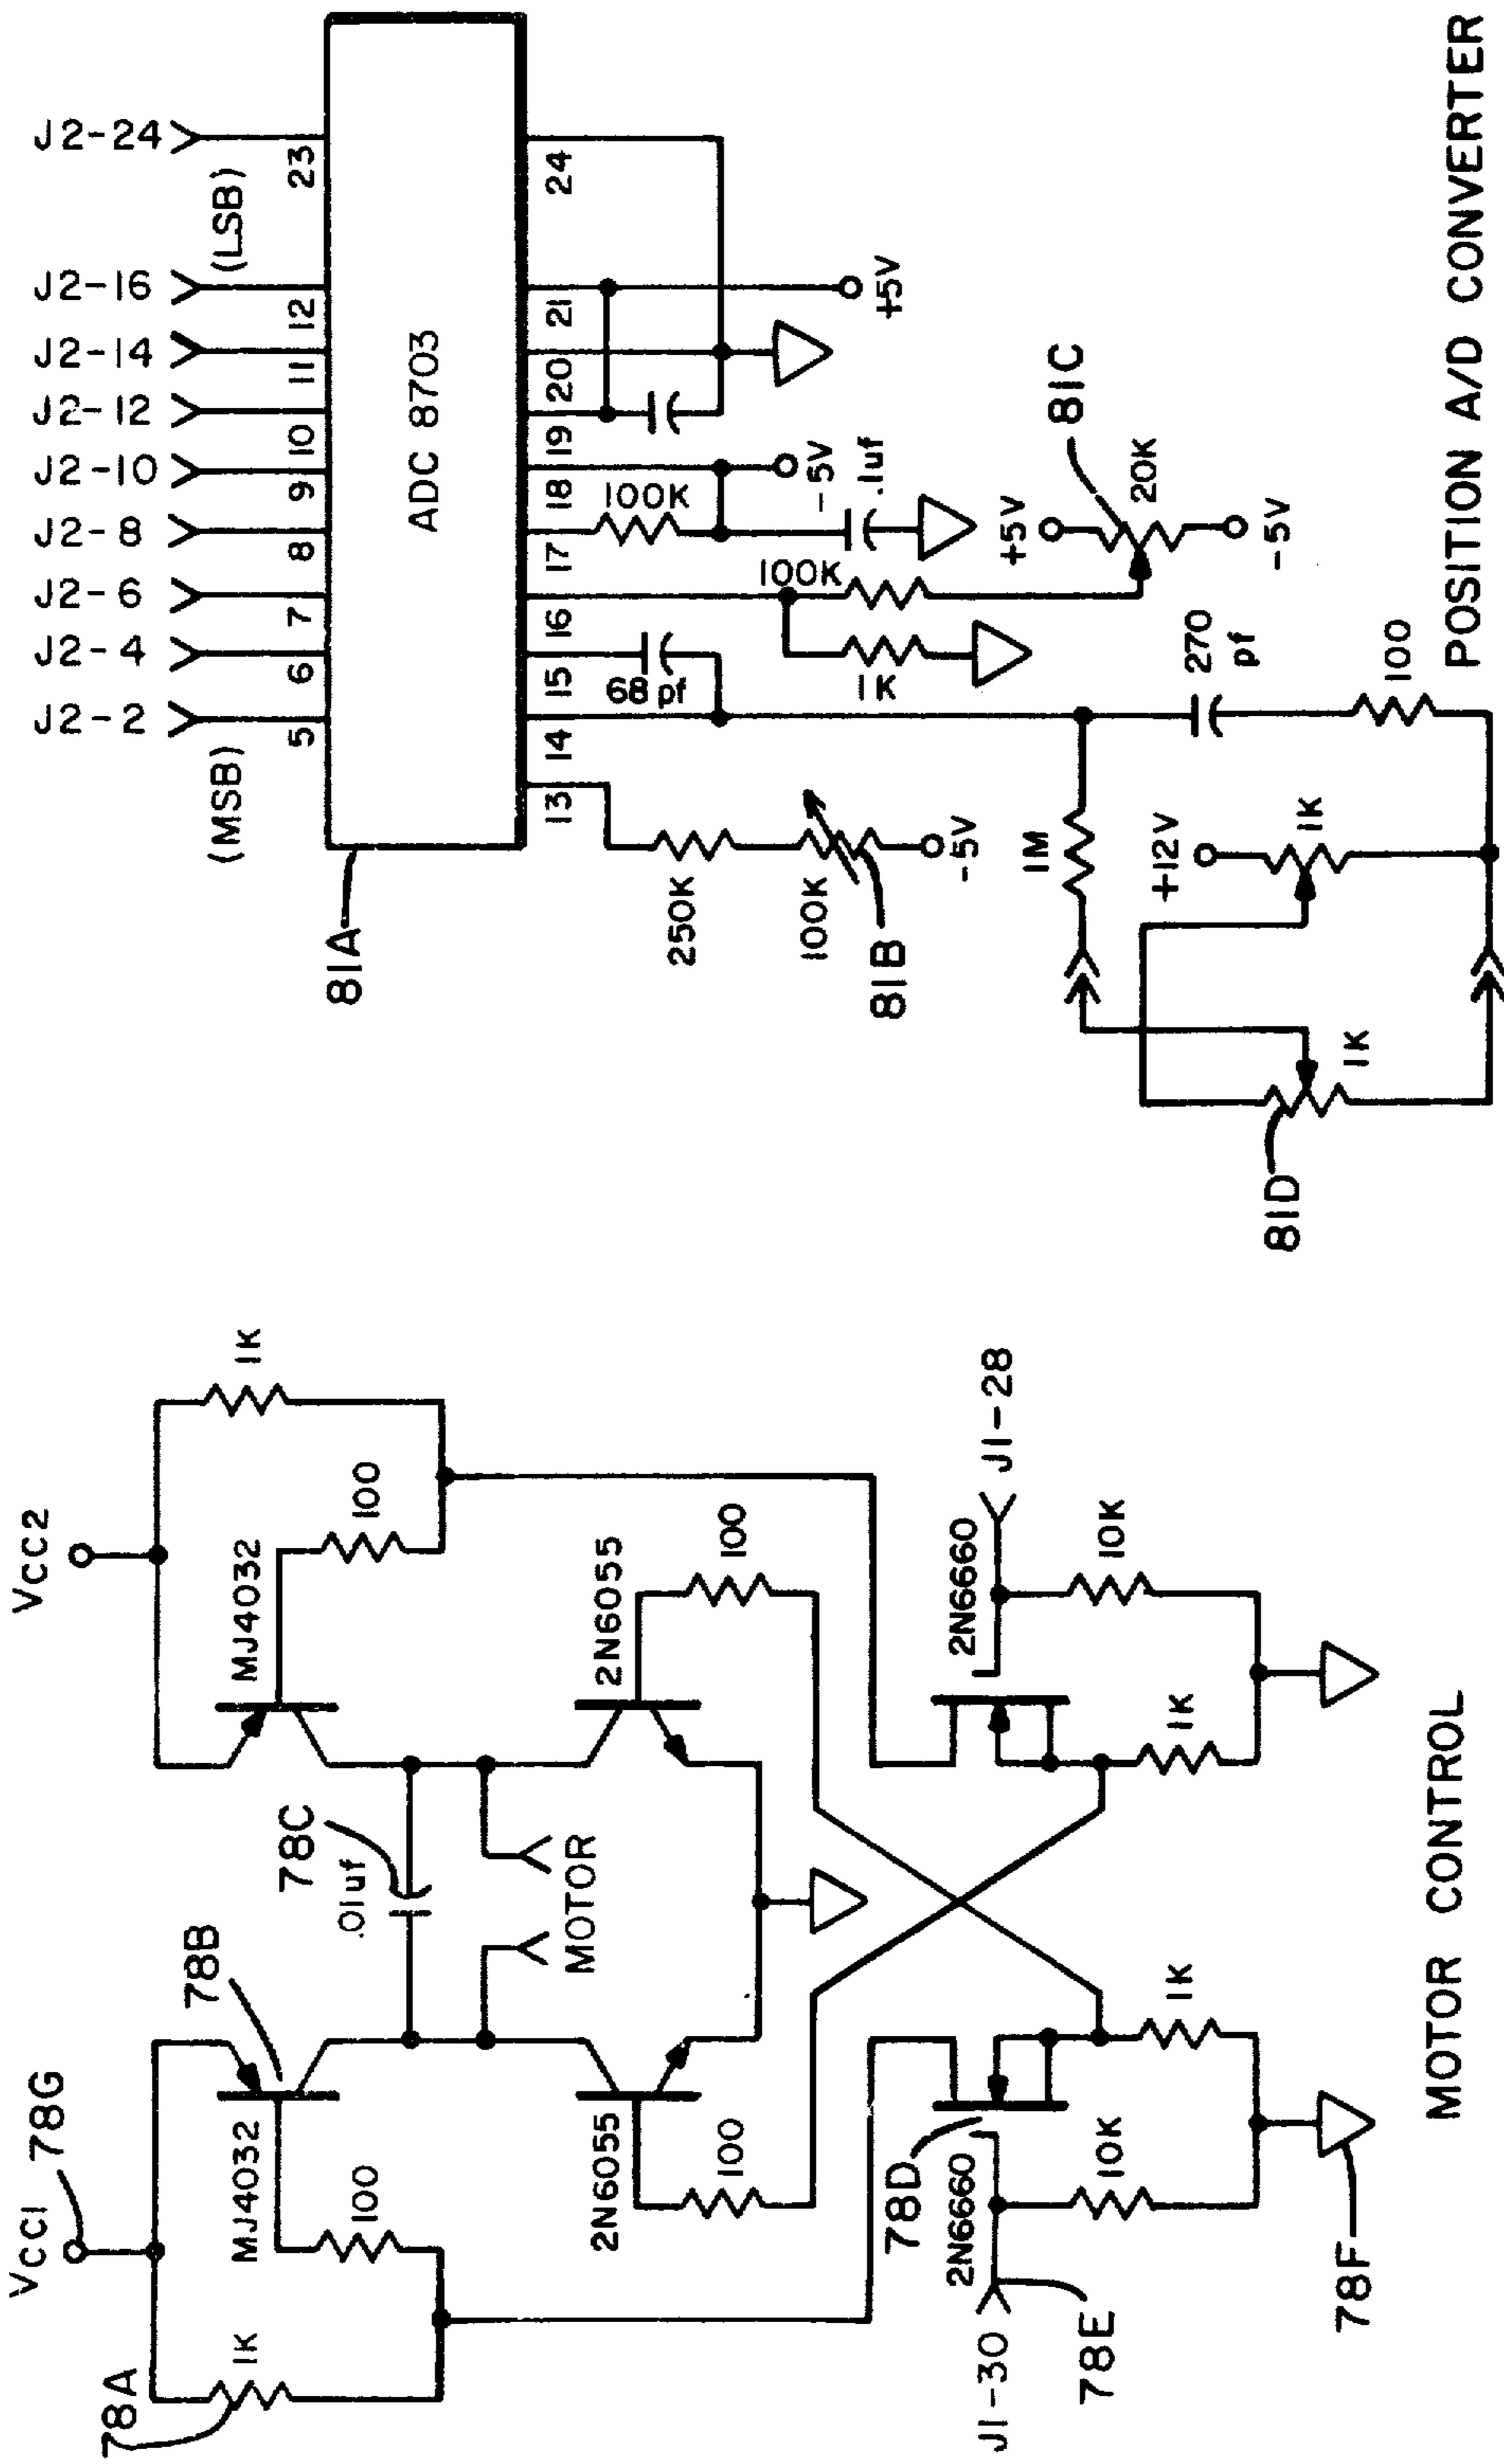 VCC1
78G
VCC2
78A
1K
MJ4032
78B
100
.01uf
78C
MJ4032
100
1K
MOTOR
2N6055
100
2N6055
100
78D
2N6660
J1-30
78E
10K
1K
78F
2N6660
J1-28
1K
10K
MOTOR CONTROL
J2-2
J2-4
J2-6
J2-8
J2-10
J2-12
J2-14
J2-16
J2-24
(MSB)
(LSB)
5
6
7
8
9
10
11
12
23
81A
ADC 8703
13
14
15
16
17
18
19
20
21
24
250K
100K
81B
-5V
68pf
1K
100K
100K
-5V
.1uf
+5V
+5V
81C
20K
-5V
1M
+12V
1K
270
pf
100
81D
1K
POSITION A/D CONVERTER